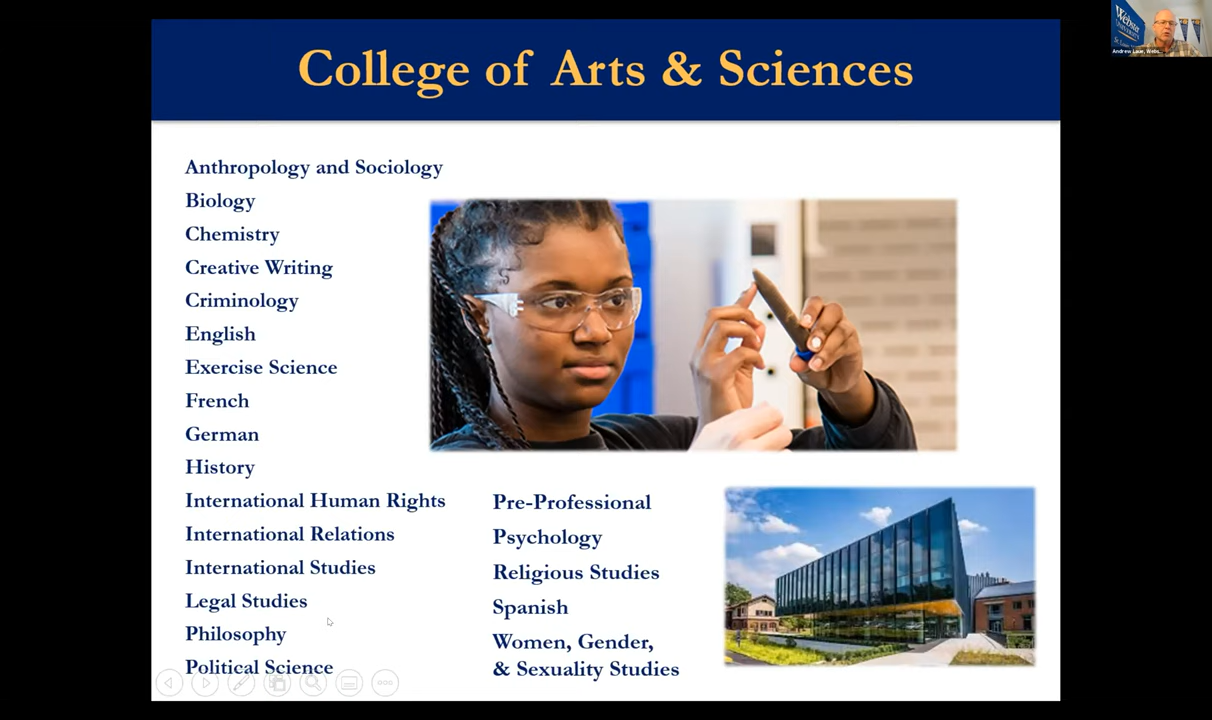 College of Arts & Sciences
Anthropology and Sociology
Biology
Chemistry
Creative Writing
Criminology
English
Exercise Science
French
German
History
International Human Rights
International Relations
International Studies
Legal Studies
Philosophy
Political Science
Pre-Professional
Psychology
Religious Studies
Spanish
Women, Gender,
& Sexuality Studies
Webster
UNIVERSITY